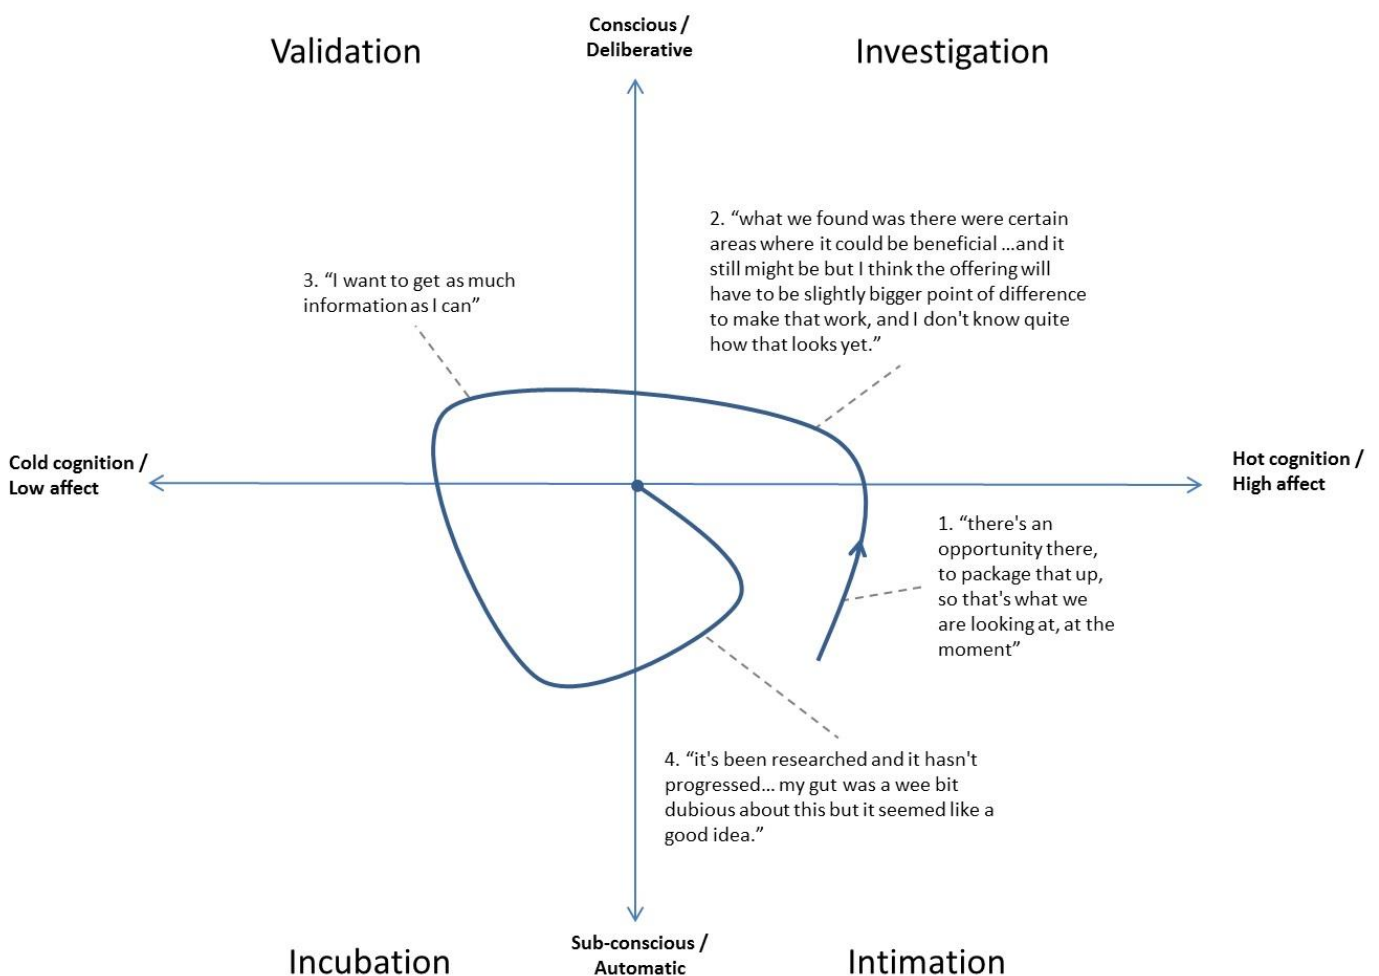 Validation
Conscious /
Deliberative
Investigation
2. “what we found was there were certain
areas where it could be beneficial ...and it
still might be but I think the offering will
have to be slightly bigger point of difference
to make that work, and I don't know quite
how that looks yet.”
3. “I want to get as much
information as I can”
Cold cognition /
Low affect
Hot cognition /
High affect
1. “there's an
opportunity there,
to package that up,
so that's what we
are looking at, at the
moment”
4. “it's been researched and it hasn't
progressed... my gut was a wee bit
dubious about this but it seemed like a
good idea.”
Incubation
Sub-conscious /
Automatic
Intimation